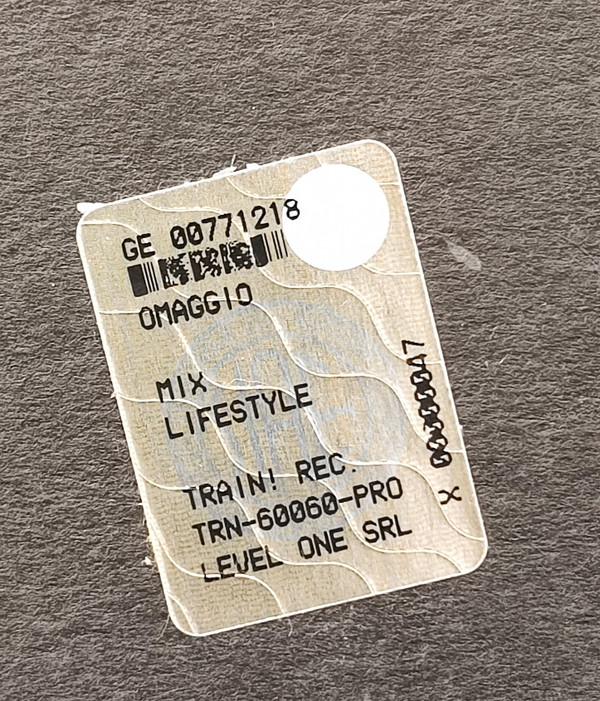 GE 00771218
OMAGGIO
MIX
LIFESTYLE
TRAIN! REC.
TRN-60060-PRO
LEVEL ONE SRL
X